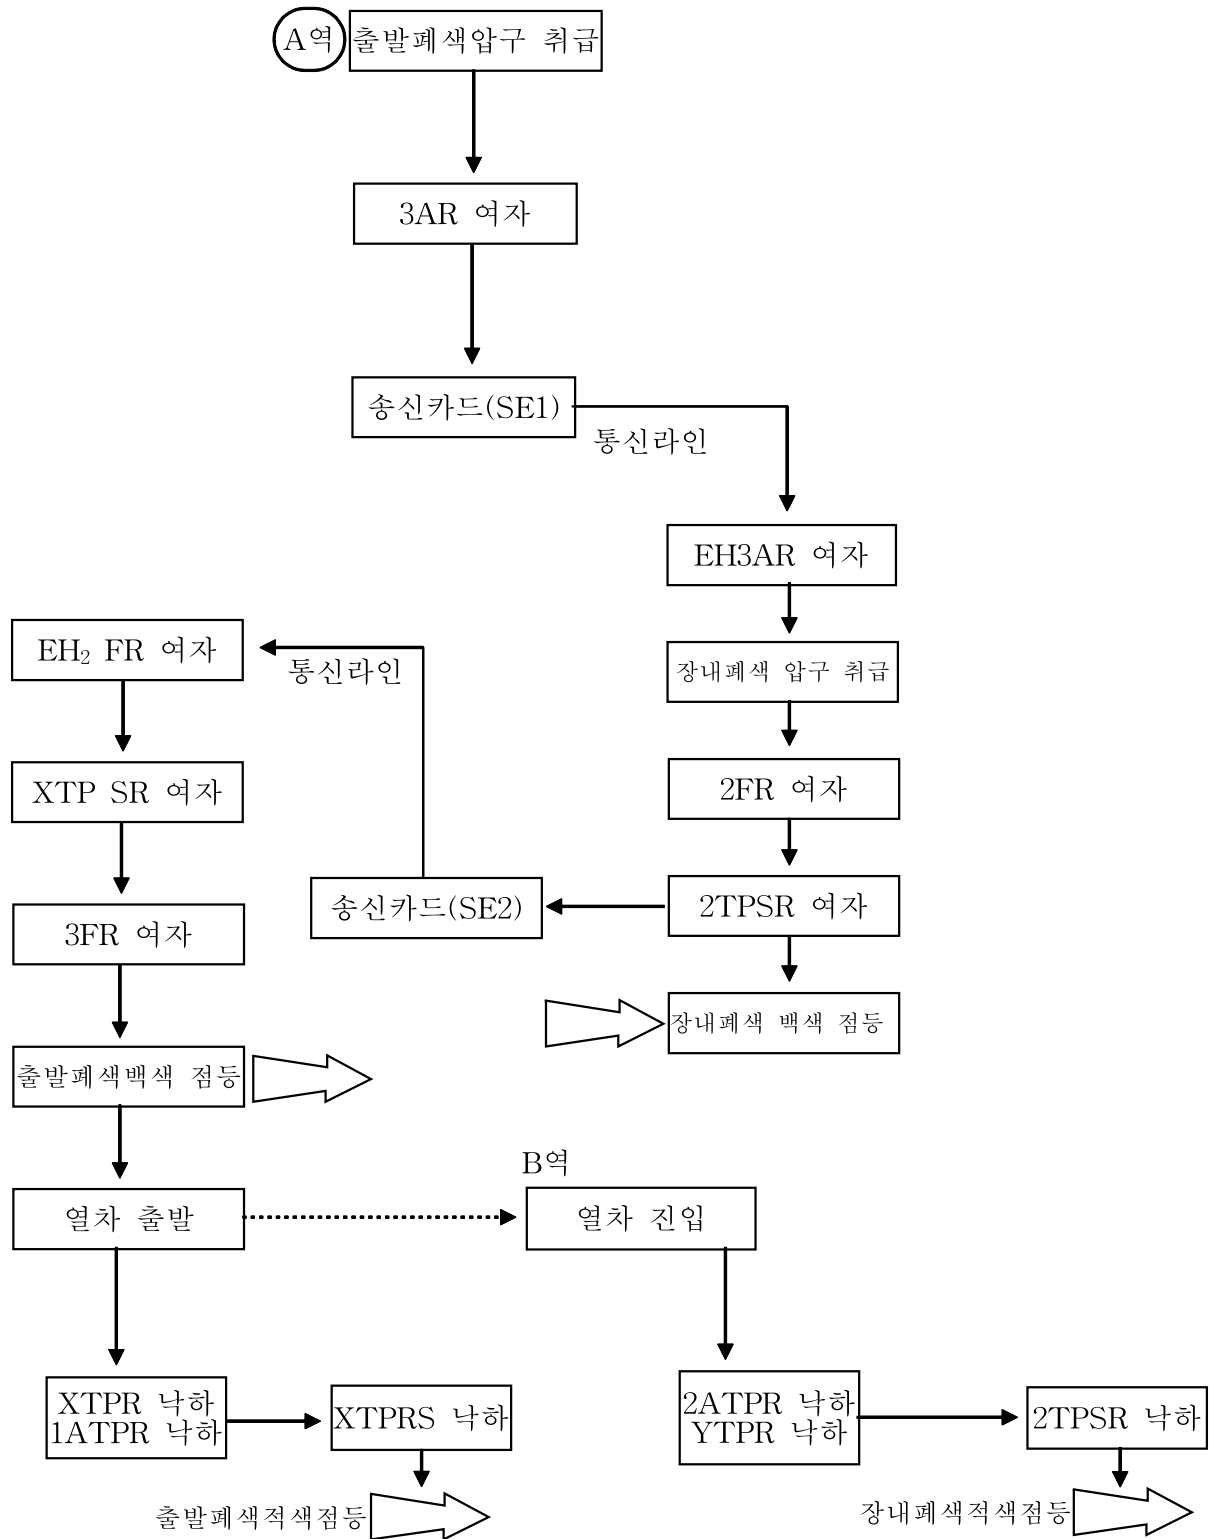 A역
출발폐색압구 취급
3AR 여자
송신카드(SE1)
통신라인
EH3AR 여자
장내폐색 압구 취급
2FR 여자
2TPSR 여자
장내폐색 백색 점등
송신카드(SE2)
통신라인
EH₂ FR 여자
XTP SR 여자
3FR 여자
출발폐색백색 점등
열차 출발
B역
열차 진입
XTPR 낙하
1ATPR 낙하
XTPRS 낙하
출발폐색적색점등
2ATPR 낙하
YTPR 낙하
2TPSR 낙하
장내폐색적색점등